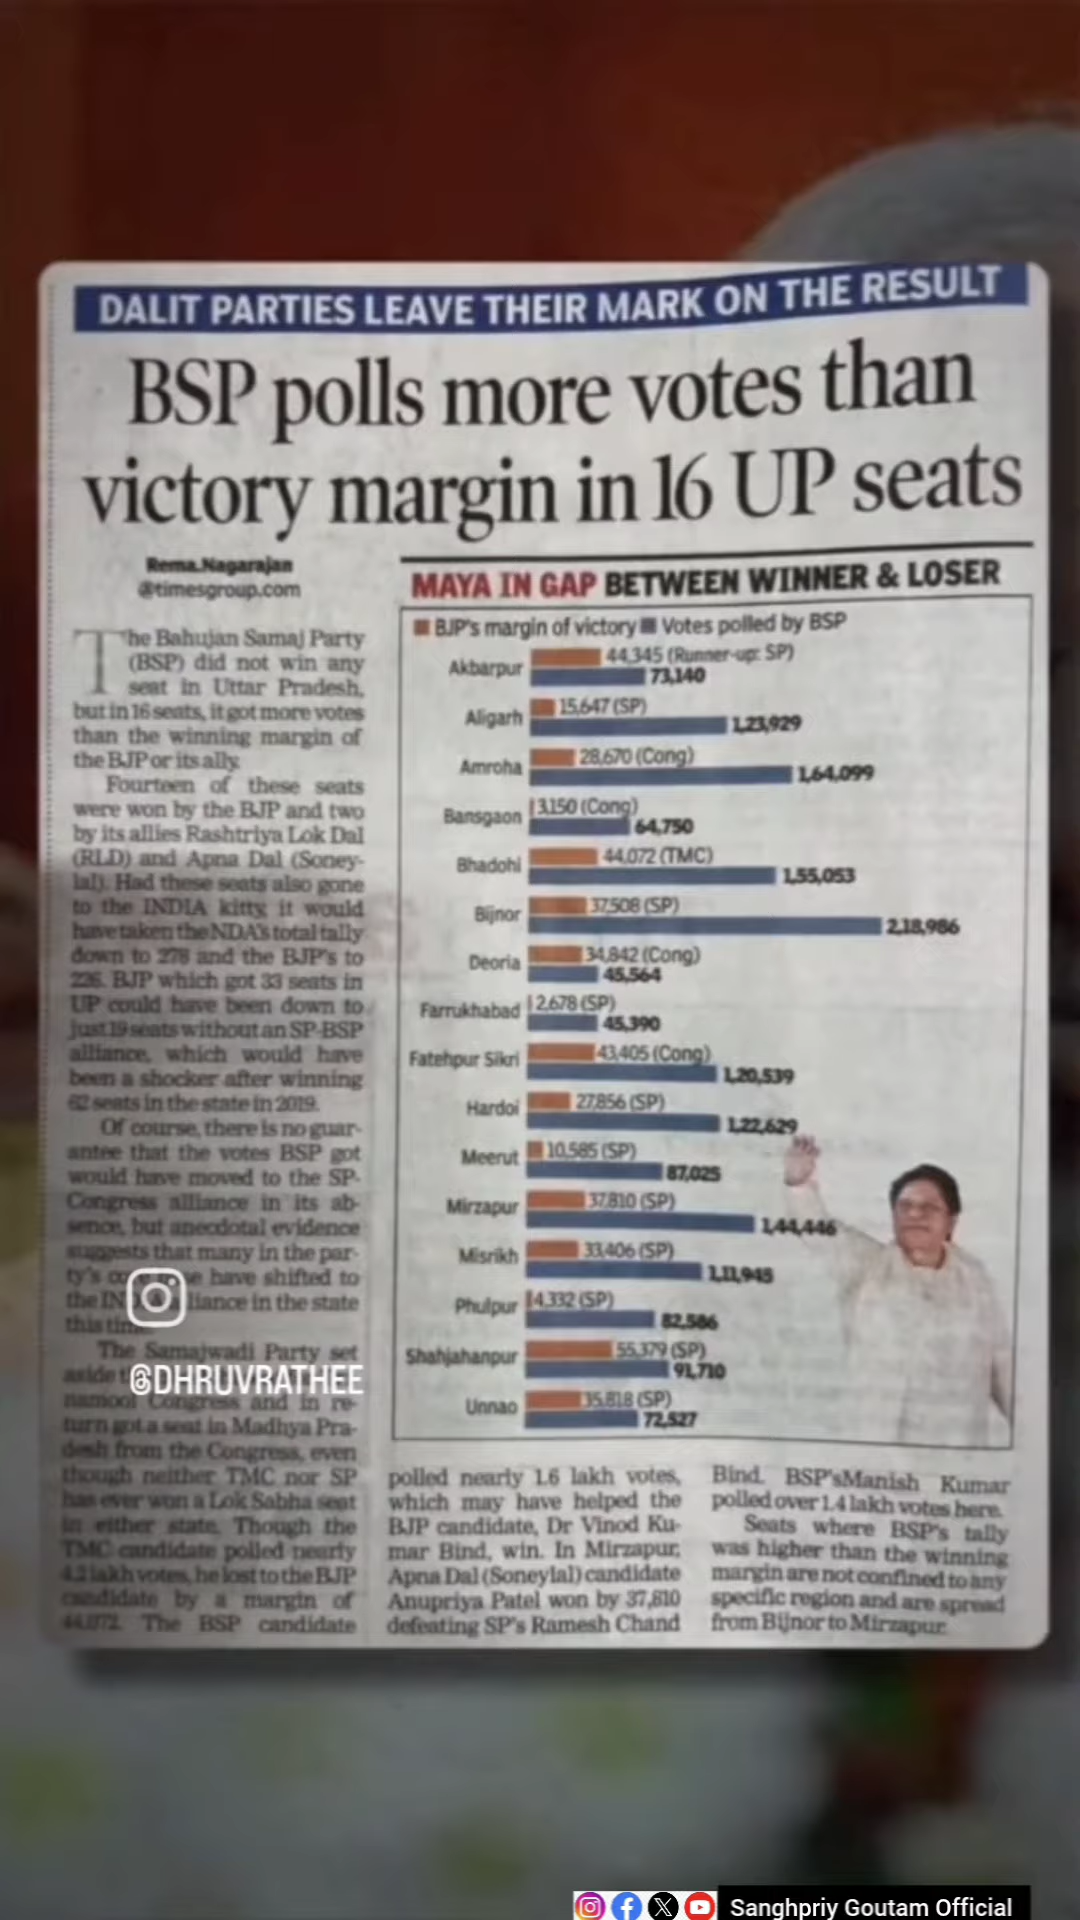 DALIT PARTIES LEAVE THEIR MARK ON THE RESULT
BSP polls more votes than
victory margin in 16 UP seats
Rema.Nagarajan
@timesgroup.com
The Bahujan Samaj Party
(BSP) did not win any
seat in Uttar Pradesh,
but in 16 seats, it got more votes
than the winning margin of
the BJP or its ally.
Fourteen of these seats
were won by the BJP and two
by its allies Rashtriya Lok Dal
(RLD) and Apna Dal (Soney-
lal). Had these seats also gone
to the INDIA kitty, it would
have taken the NDA's total tally
down to 278 and the BJP's to
226. BJP which got 33 seats in
UP could have been down to
just 19 seats without an SP-BSP
alliance, which would have
been a shocker after winning
62 seats in the state in 2019.
Of course, there is no guar-
antee that the votes BSP got
would have moved to the SP-
Congress alliance in its ab-
sence, but anecdotal evidence
suggests that many in the par-
ty's have shifted to
the liance in the state
this
The Samajwadi Party set
aside
namool Congress and in re-
turn got a seat in Madhya Pra-
desh from the Congress, even
though neither TMC nor SP
has ever won a Lok Sabha seat
in either state. Though the
TMC candidate polled nearly
4.2 lakh votes, he lost to the BJP
candidate by a margin of
44,072. The BSP candidate
@DHRUVRATHEE
MAYA IN GAP BETWEEN WINNER & LOSER
BJP's margin of victory Votes polled by BSP
Akbarpur 44,345 (Runner-up: SP)
73,140
Aligarh 15,647 (SP)
1,23,929
Amroha 28,670 (Cong)
1,64,099
Bansgaon 3,150 (Cong)
64,750
Bhadohi 44,072 (TMC)
1,55,053
Bijnor 37,508 (SP)
2,18,986
Deoria 34,842 (Cong)
45,564
Farrukhabad 2,678 (SP)
45,390
Fatehpur Sikri 43,405 (Cong)
1,20,539
Hardoi 27,856 (SP)
1,22,629
Meerut 10,585 (SP)
87,025
Mirzapur 37,810 (SP)
1,44,446
Misrikh 33,406 (SP)
1,11,945
Phulpur 4,332 (SP)
82,586
Shahjahanpur 55,379 (SP)
91,710
Unnao 35,818 (SP)
72,527
polled nearly 1.6 lakh votes,
which may have helped the
BJP candidate, Dr Vinod Ku-
mar Bind, win. In Mirzapur,
Apna Dal (Soneylal) candidate
Anupriya Patel won by 37,810
defeating SP's Ramesh Chand
Bind. BSP'sManish Kumar
polled over 1.4 lakh votes here.
Seats where BSP's tally
was higher than the winning
margin are not confined to any
specific region and are spread
from Bijnor to Mirzapur.
Sanghpriy Goutam Official